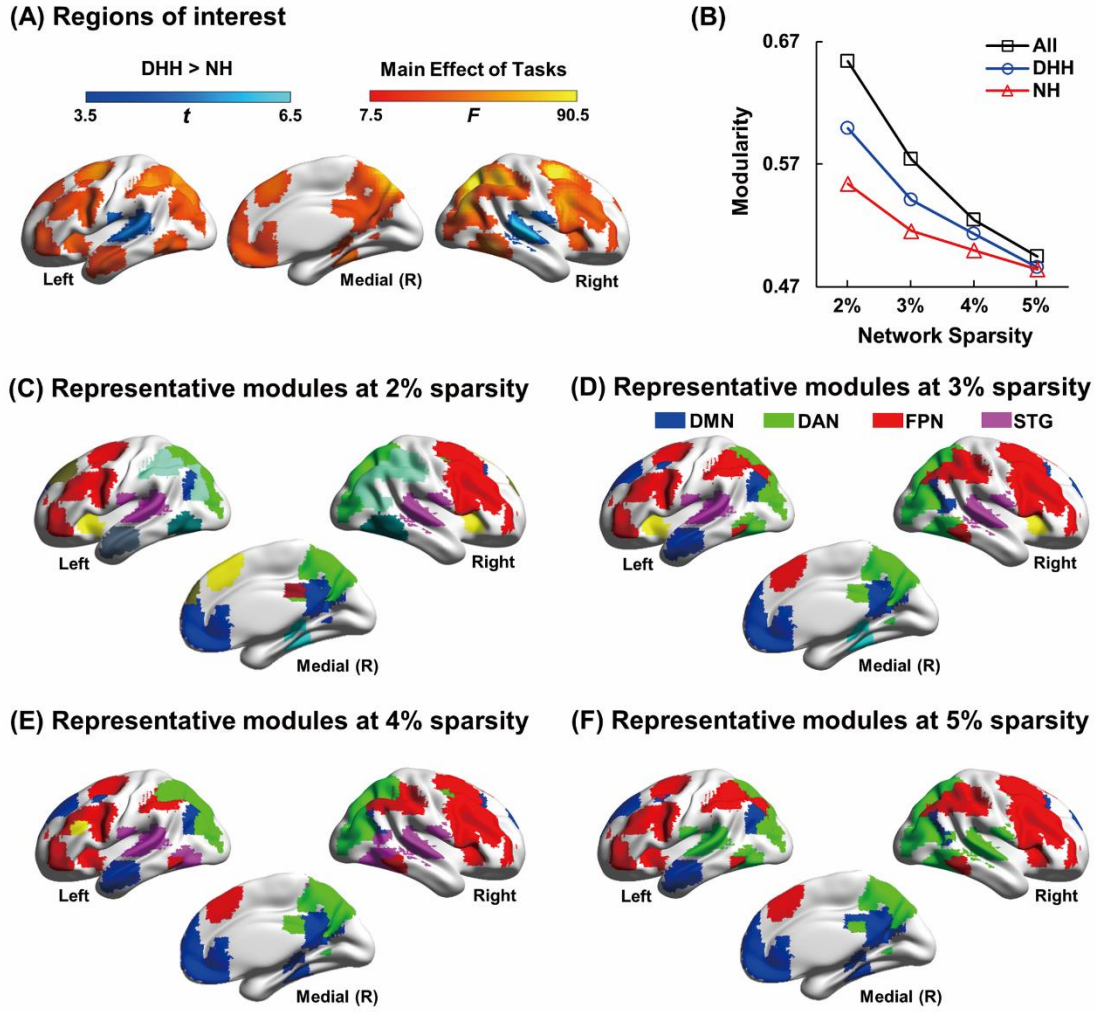 (A) Regions of interest
DHH > NH
3.5 t 6.5
Main Effect of Tasks
7.5 F 90.5
Left
Medial (R)
Right
(B)
0.67
0.57
0.47
Modularity
All
DHH
NH
2% 3% 4% 5%
Network Sparsity
(C) Representative modules at 2% sparsity
Left
Right
Medial (R)
(D) Representative modules at 3% sparsity
DMN DAN FPN STG
Left
Right
Medial (R)
(E) Representative modules at 4% sparsity
Left
Right
Medial (R)
(F) Representative modules at 5% sparsity
Left
Right
Medial (R)